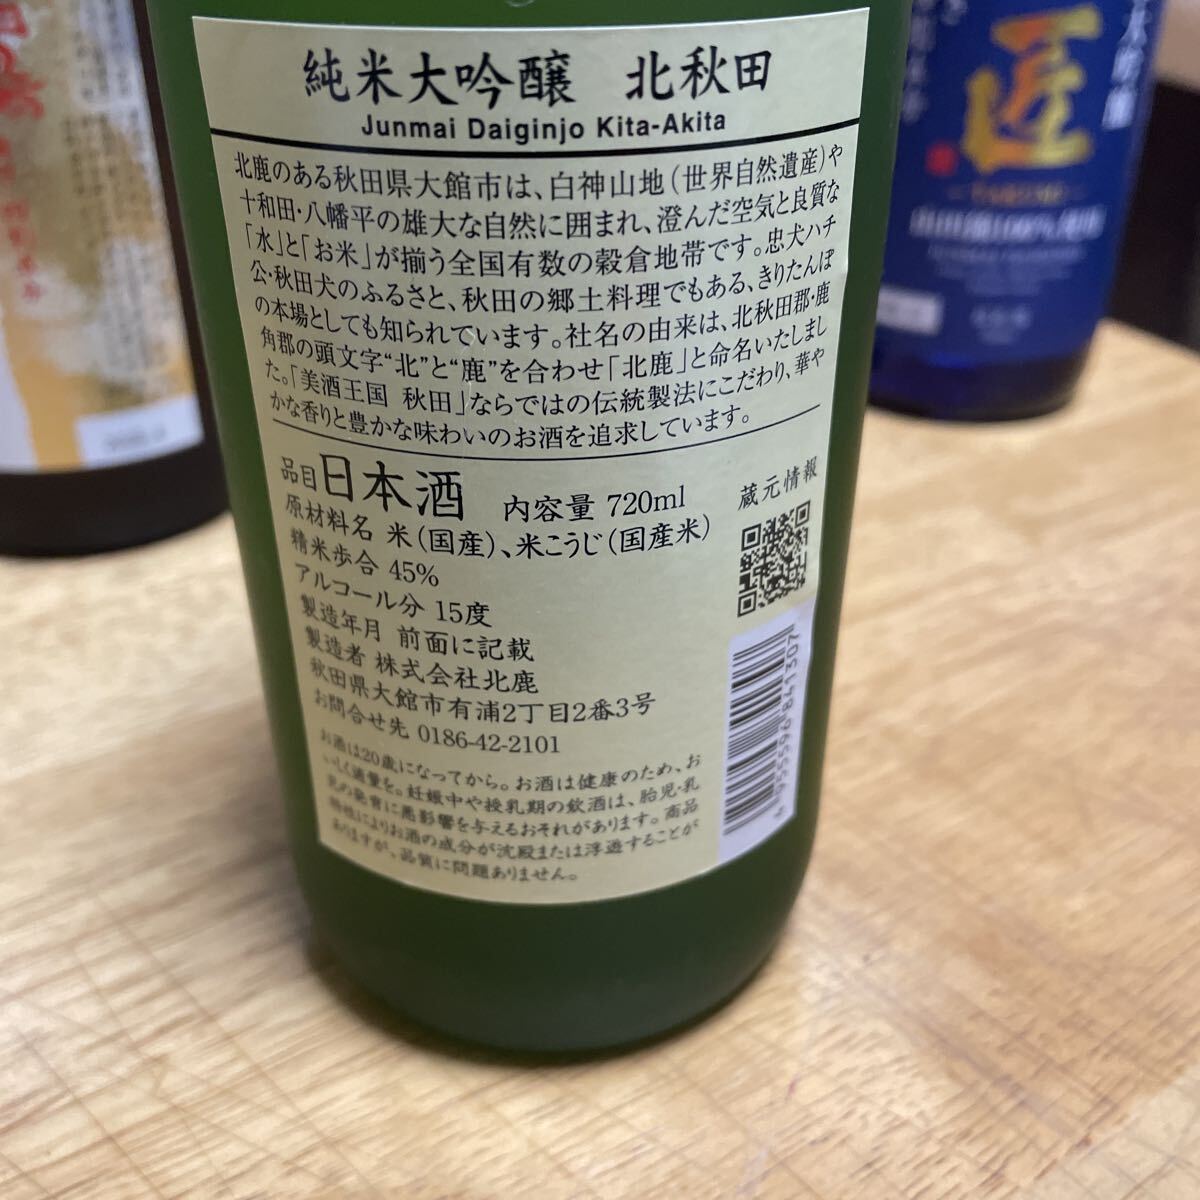 純米大吟醸 北秋田
Junmai Daiginjo Kita-Akita
北鹿のある秋田県大館市は、白神山地(世界自然遺産)や
十和田・八幡平の雄大な自然に囲まれ、澄んだ空気と良質な
「水」と「お米」が揃う全国有数の穀倉地帯です。忠犬ハチ
公・秋田犬のふるさと、秋田の郷土料理でもある、きりたんぽ
の本場としても知られています。社名の由来は、北秋田郡・鹿
角郡の頭文字“北”と“鹿”を合わせ「北鹿」と命名いたしまし
た。「美酒王国 秋田」ならではの伝統製法にこだわり、華や
かな香りと豊かな味わいのお酒を追求しています。
品目 日本酒 内容量 720ml
原材料名 米(国産)、米こうじ(国産米)
精米歩合 45%
アルコール分 15度
製造年月 前面に記載
製造者 株式会社北鹿
秋田県大館市有浦2丁目2番3号
お問合せ先 0186-42-2101
お酒は20歳になってから。お酒は健康のため、お
いしく適量を。妊娠中や授乳期の飲酒は、胎児・乳
児の発育に悪影響を与えるおそれがあります。商品
特性によりお酒の成分が沈殿または浮遊することが
ありますが、品質に問題ありません。
蔵元情報
4955596841307
大吟醸
匠
TAKUMI